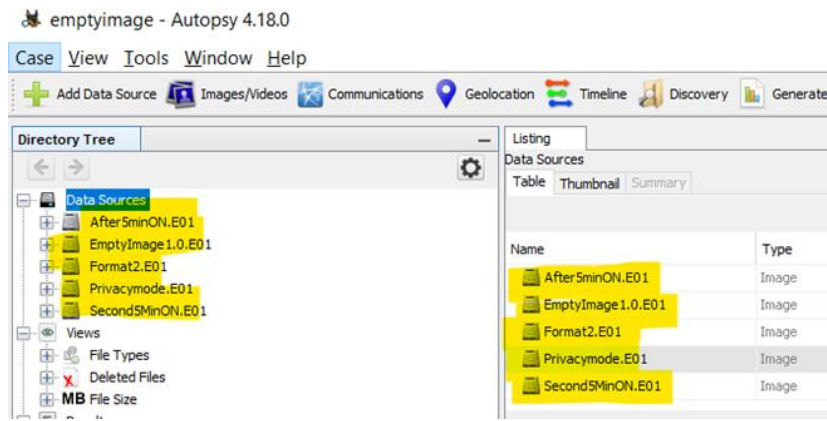 emptyimage - Autopsy 4.18.0
Case View Tools Window Help
Add Data Source Images/Videos Communications Geolocation Timeline Discovery Generate
Directory Tree
Data Sources
After5minON.E01
EmptyImage1.0.E01
Format2.E01
Privacymode.E01
Second5MinON.E01
Views
File Types
Deleted Files
MB File Size
Listing
Data Sources
Table Thumbnail Summary
Name Type
After5minON.E01 Image
EmptyImage1.0.E01 Image
Format2.E01 Image
Privacymode.E01 Image
Second5MinON.E01 Image